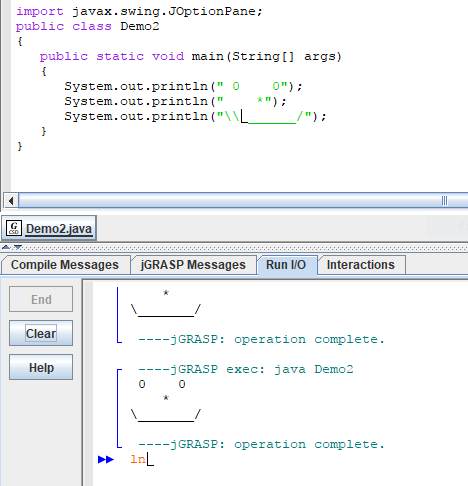 import javax.swing.JOptionPane;
public class Demo2
{
   public static void main(String[] args)
   {
      System.out.println(" 0    0");
      System.out.println("    *");
      System.out.println("\\_______/");
   }
}
G
CSD
Demo2.java
Compile Messages jGRASP Messages Run I/O Interactions
End
Clear
Help
    *
\_______/
 ----jGRASP: operation complete.
 ----jGRASP exec: java Demo2
 0    0
    *
\_______/
 ----jGRASP: operation complete.
ln